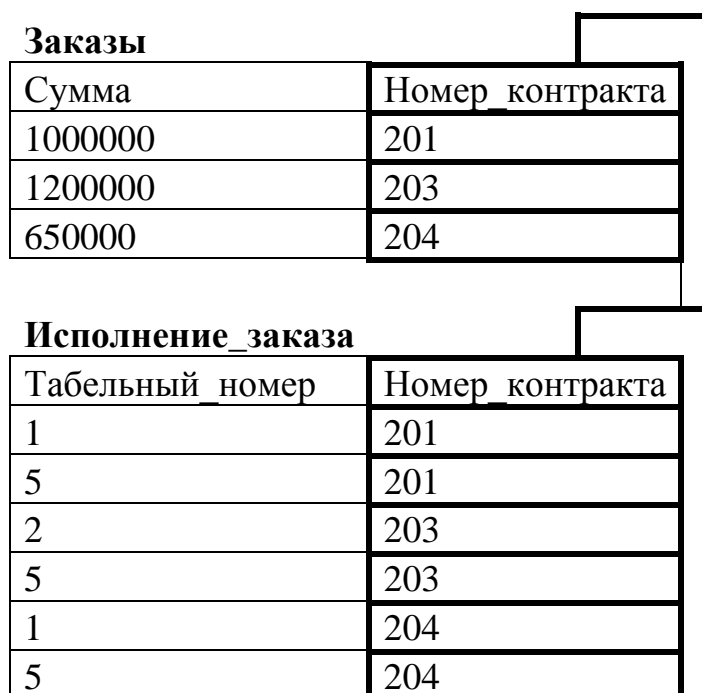 Заказы
Сумма Номер_контракта
1000000 201
1200000 203
650000 204
Исполнение_заказа
Табельный_номер Номер_контракта
1 201
5 201
2 203
5 203
1 204
5 204